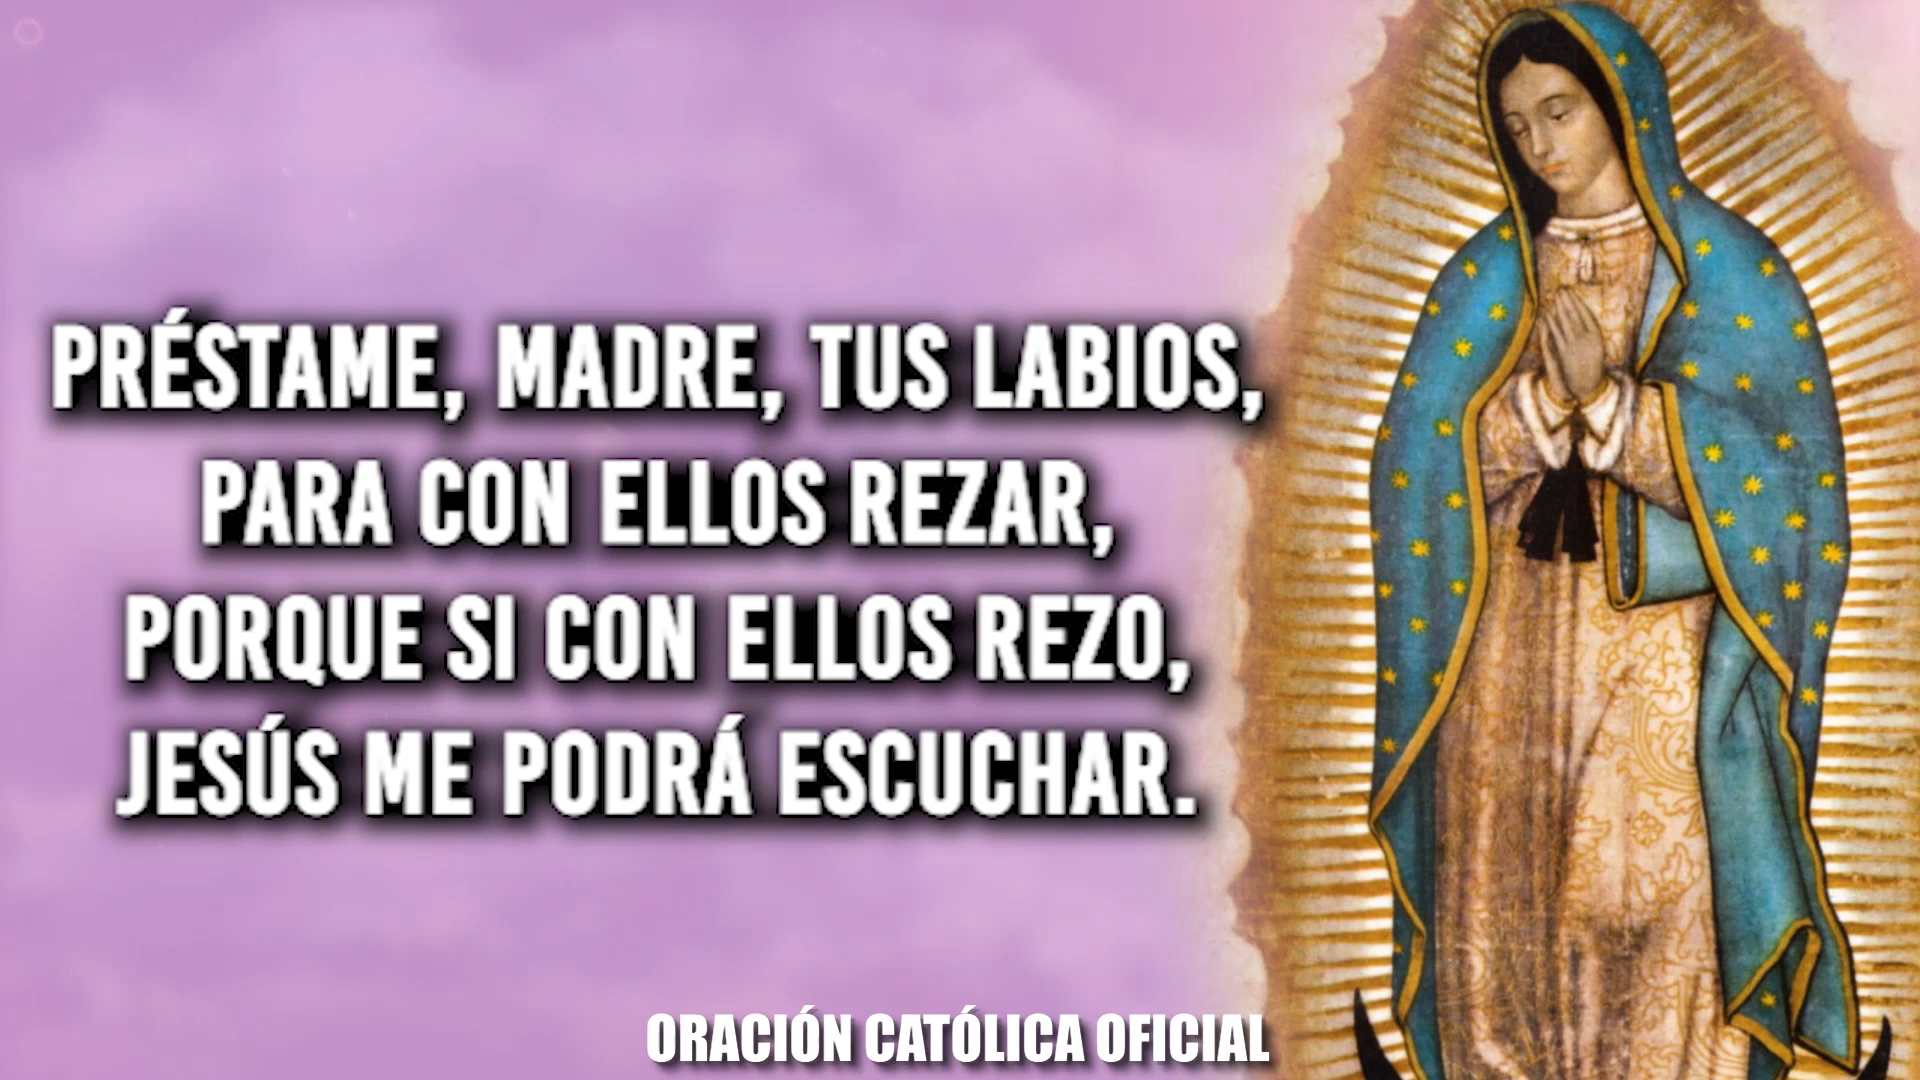 PRÉSTAME, MADRE, TUS LABIOS,
PARA CON ELLOS REZAR,
PORQUE SI CON ELLOS REZO,
JESÚS ME PODRÁ ESCUCHAR.
ORACIÓN CATÓLICA OFICIAL